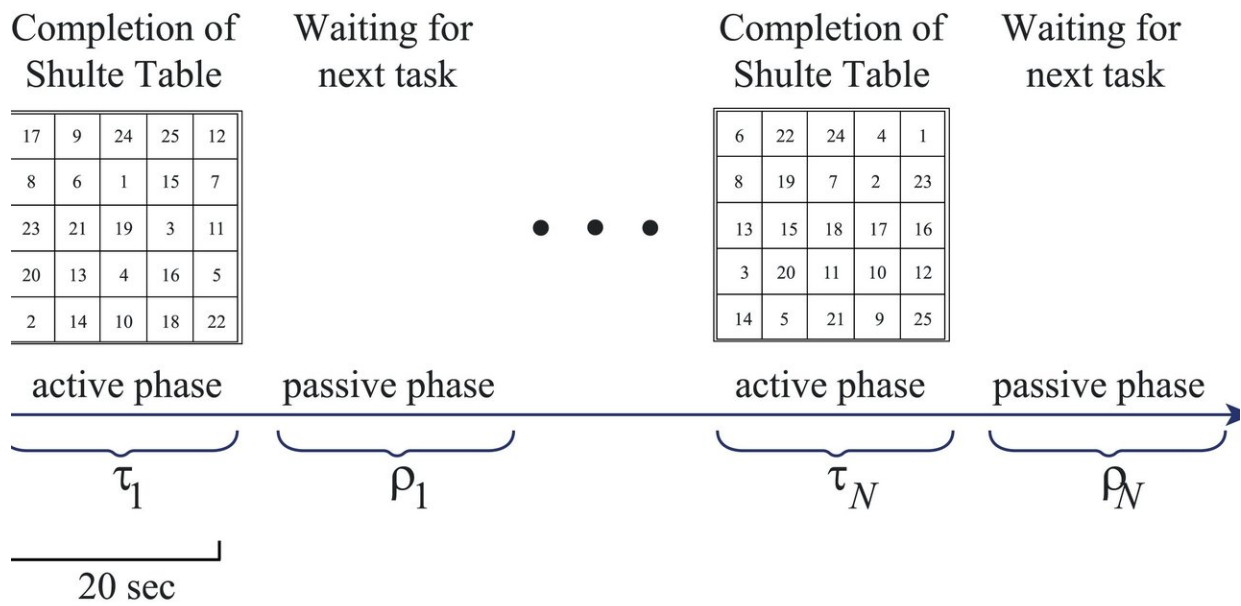 Completion of
Shulte Table
Waiting for
next task
Completion of
Shulte Table
Waiting for
next task
17 9 24 25 12
8 6 1 15 7
23 21 19 3 11
20 13 4 16 5
2 14 10 18 22
• • •
6 22 24 4 1
8 19 7 2 23
13 15 18 17 16
3 20 11 10 12
14 5 21 9 25
active phase
passive phase
active phase
passive phase
τ1
ρ1
τN
ρN
20 sec